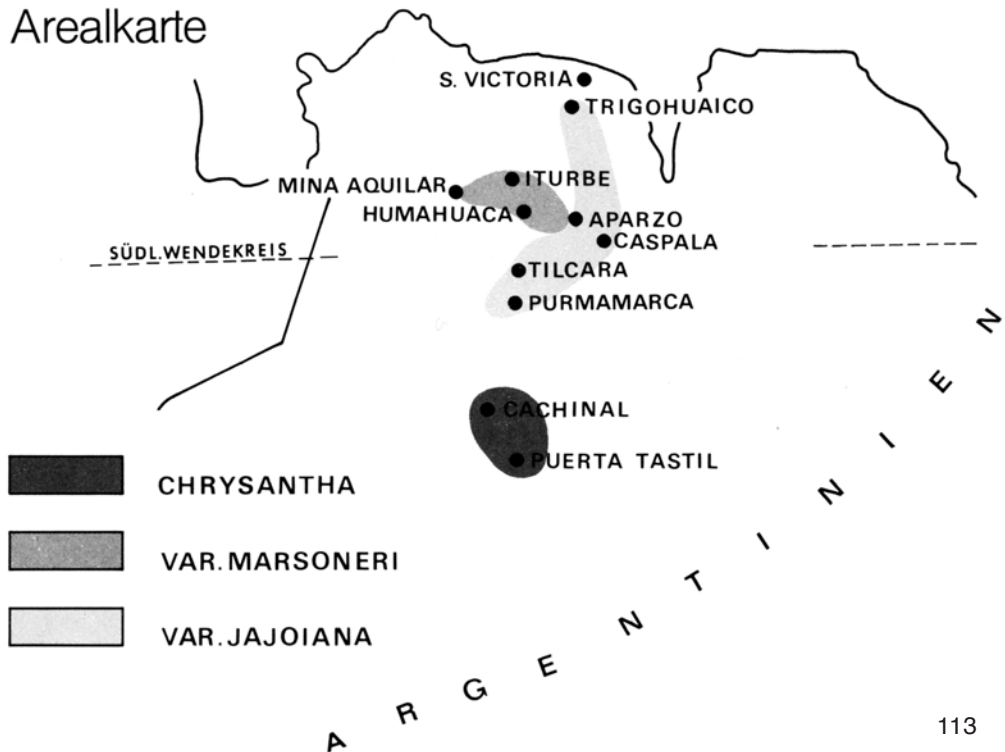 Arealkarte
S. VICTORIA
TRIGOHUAICO
MINA AQUILAR
ITURBE
HUMAHUACA
APARZO
CASPALA
SÜDL. WENDEKREIS
TILCARA
PURMAMARCA
CACHINAL
PUERTA TASTIL
CHRYSANTHA
VAR. MARSONERI
VAR. JAJOIANA
ARGENTINIEN
113